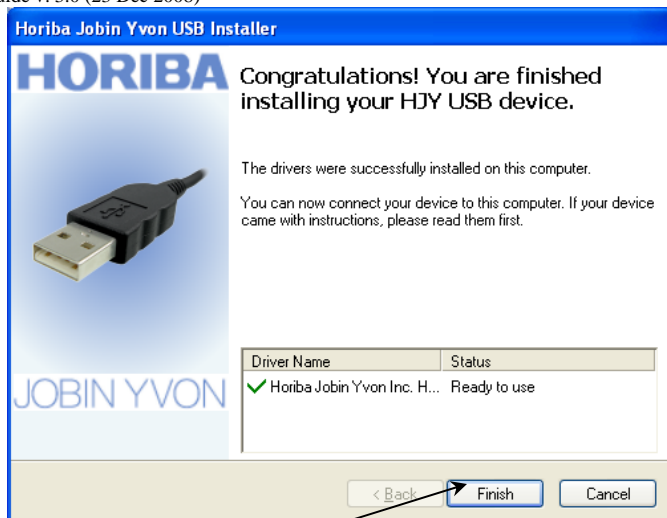 Horiba Jobin Yvon USB Installer
HORIBA
Congratulations! You are finished
installing your HJY USB device.
The drivers were successfully installed on this computer.
You can now connect your device to this computer. If your device
came with instructions, please read them first.
Driver Name Status
Horiba Jobin Yvon Inc. H... Ready to use
JOBIN YVON
< Back Finish Cancel